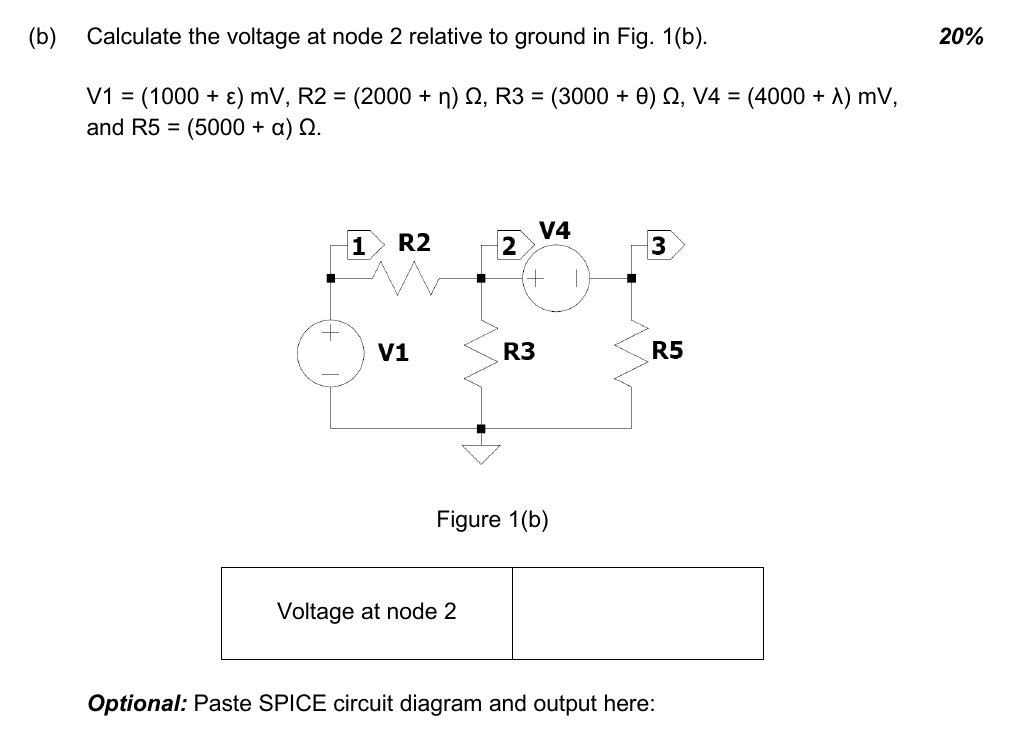 (b) Calculate the voltage at node 2 relative to ground in Fig. 1(b). 20%
V1 = (1000 + ε) mV, R2 = (2000 + η) Ω, R3 = (3000 + θ) Ω, V4 = (4000 + λ) mV,
and R5 = (5000 + α) Ω.
V4
1 R2 2 3
+ −
+
V1 R3 R5
−
Figure 1(b)
Voltage at node 2
Optional: Paste SPICE circuit diagram and output here: